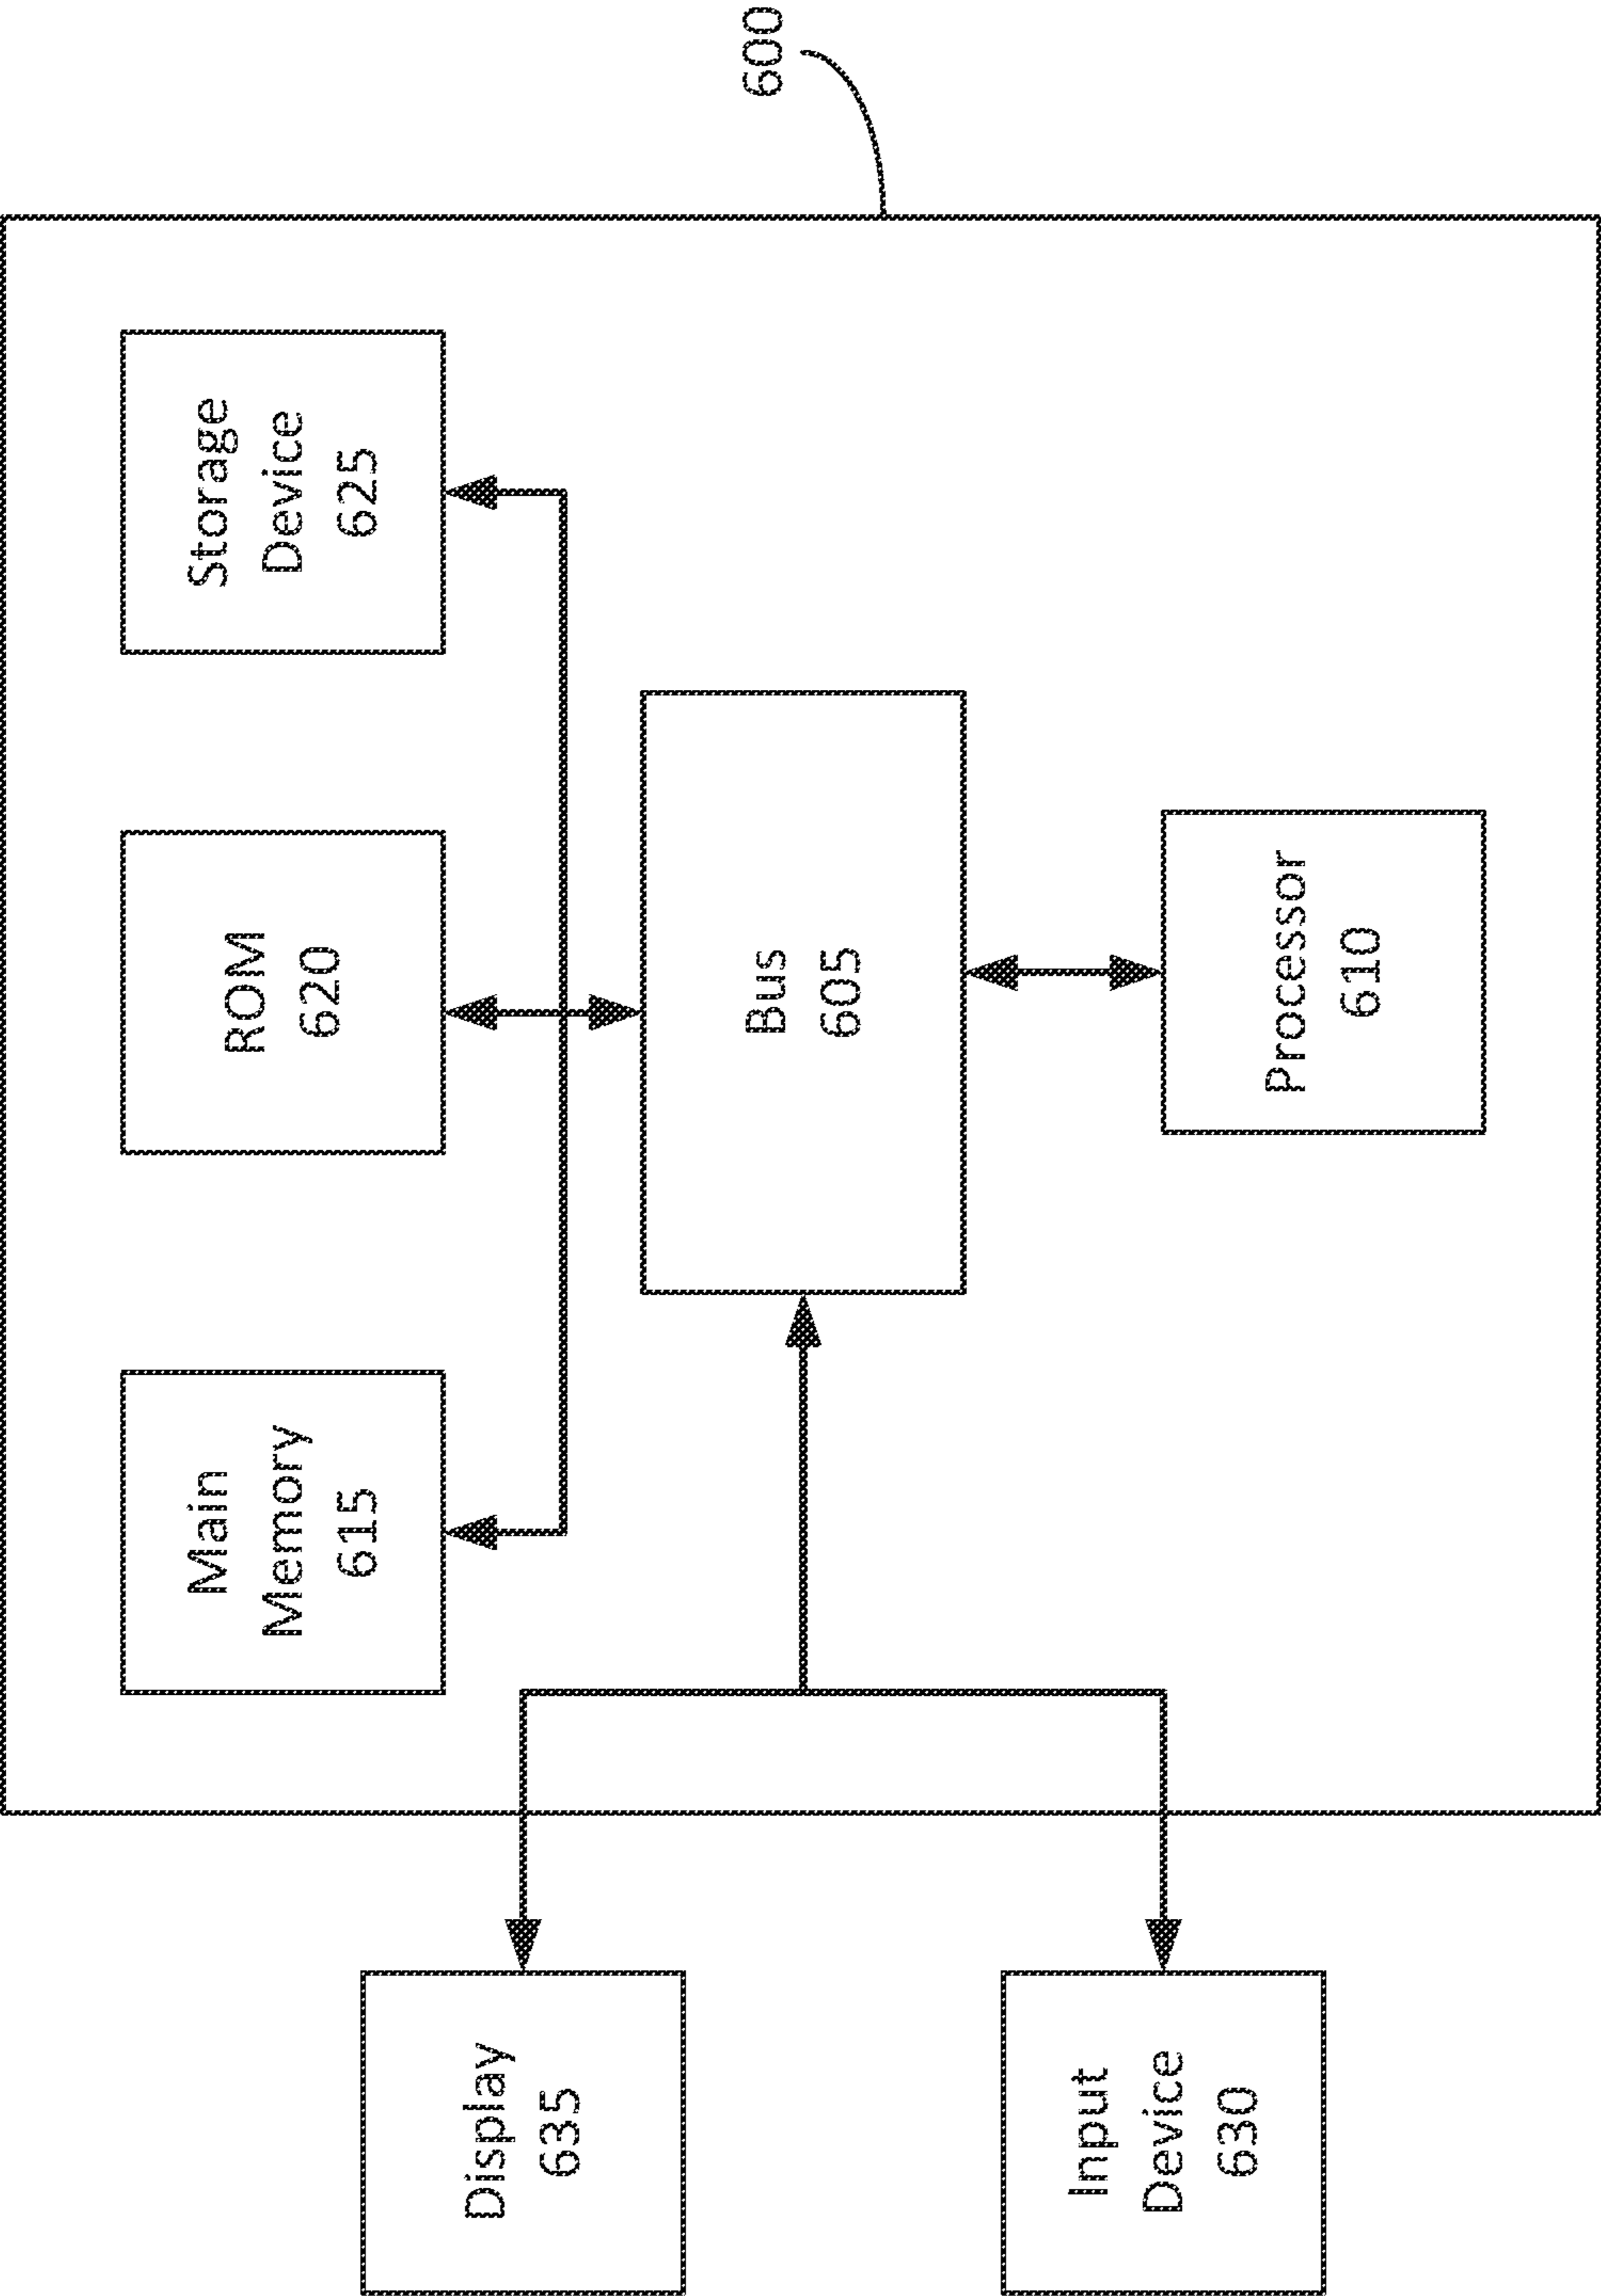 600
Main
Memory
615
ROM
620
Storage
Device
625
Display
635
Bus
605
Input
Device
630
Processor
610